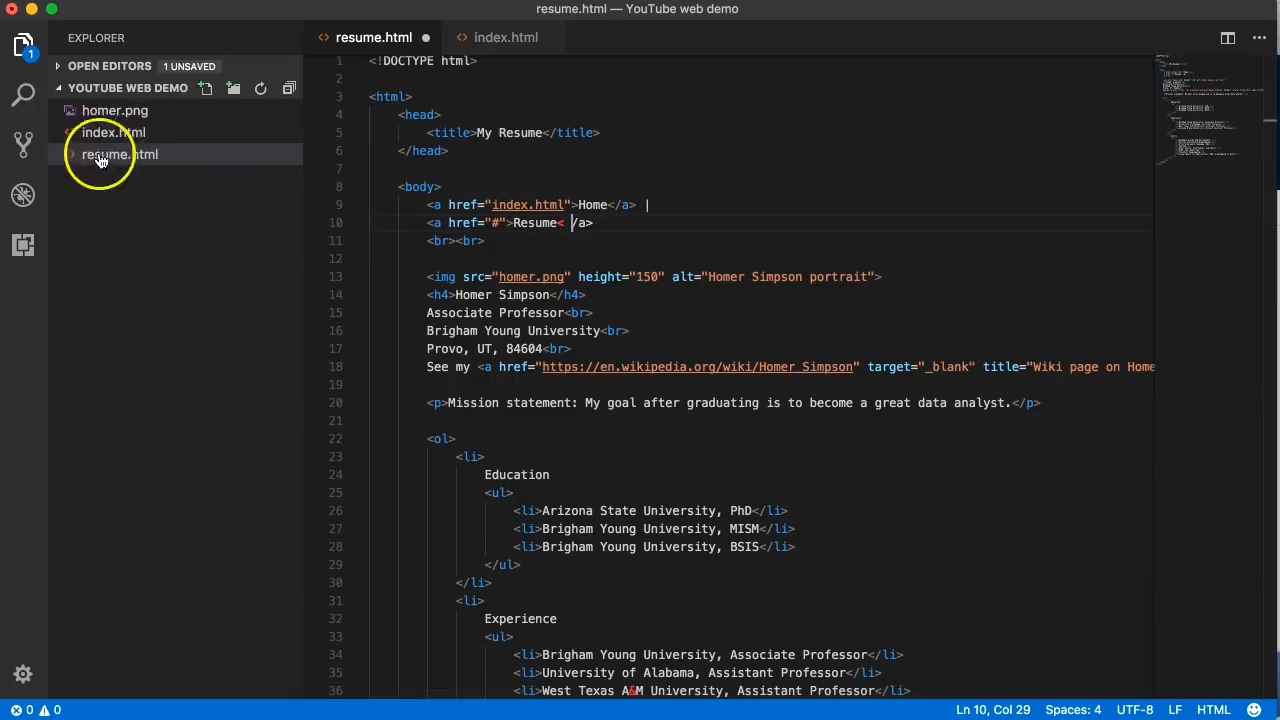 resume.html — YouTube web demo
EXPLORER
resume.html
index.html
OPEN EDITORS 1 UNSAVED
YOUTUBE WEB DEMO
homer.png
index.html
resume.html
1
1 <!DOCTYPE html>
2
3 <html>
4 <head>
5 <title>My Resume</title>
6 </head>
7
8 <body>
9 <a href="index.html">Home</a> |
10 <a href="#">Resume< /a>
11 <br><br>
12
13 <img src="homer.png" height="150" alt="Homer Simpson portrait">
14 <h4>Homer Simpson</h4>
15 Associate Professor<br>
16 Brigham Young University<br>
17 Provo, UT, 84604<br>
18 See my <a href="https://en.wikipedia.org/wiki/Homer_Simpson" target="_blank" title="Wiki page on Home
19
20 <p>Mission statement: My goal after graduating is to become a great data analyst.</p>
21
22 <ol>
23 <li>
24 Education
25 <ul>
26 <li>Arizona State University, PhD</li>
27 <li>Brigham Young University, MISM</li>
28 <li>Brigham Young University, BSIS</li>
29 </ul>
30 </li>
31 <li>
32 Experience
33 <ul>
34 <li>Brigham Young University, Associate Professor</li>
35 <li>University of Alabama, Assistant Professor</li>
36 <li>West Texas A&M University, Assistant Professor</li>
0 0
Ln 10, Col 29
Spaces: 4
UTF-8
LF
HTML